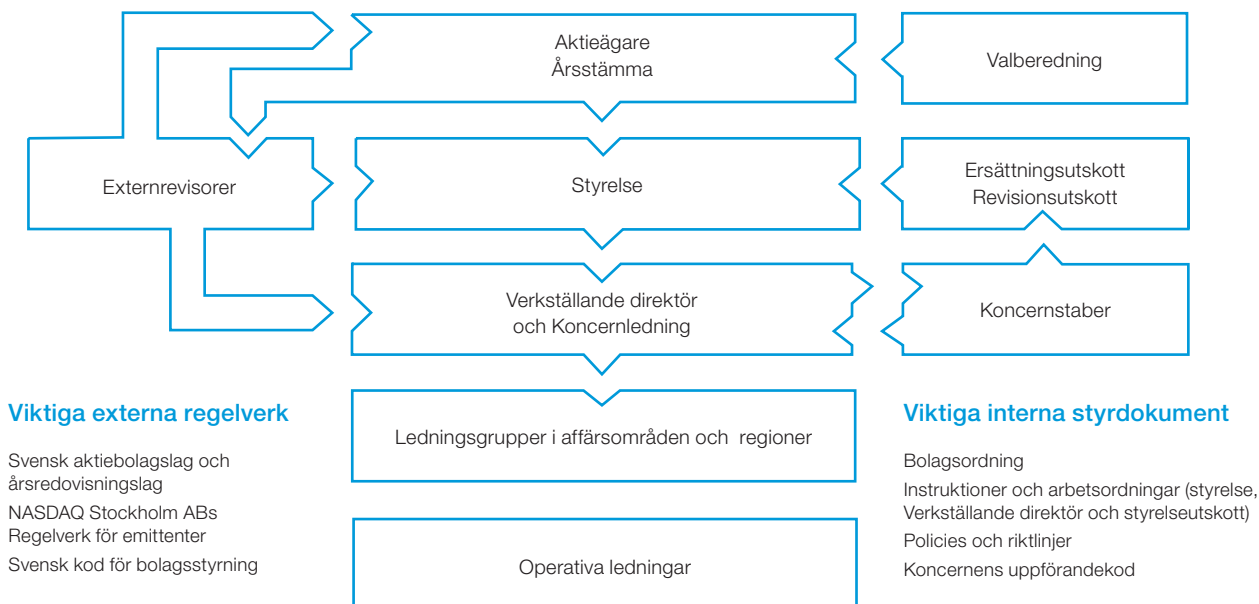 Aktieägare
Årsstämma
Valberedning
Externrevisorer
Styrelse
Ersättningsutskott
Revisionsutskott
Verkställande direktör
och Koncernledning
Koncernstaber
Ledningsgrupper i affärsområden och regioner
Operativa ledningar
Viktiga externa regelverk
Svensk aktiebolagslag och
årsredovisningslag
NASDAQ Stockholm ABs
Regelverk för emittenter
Svensk kod för bolagsstyrning
Viktiga interna styrdokument
Bolagsordning
Instruktioner och arbetsordningar (styrelse,
Verkställande direktör och styrelseutskott)
Policies och riktlinjer
Koncernens uppförandekod